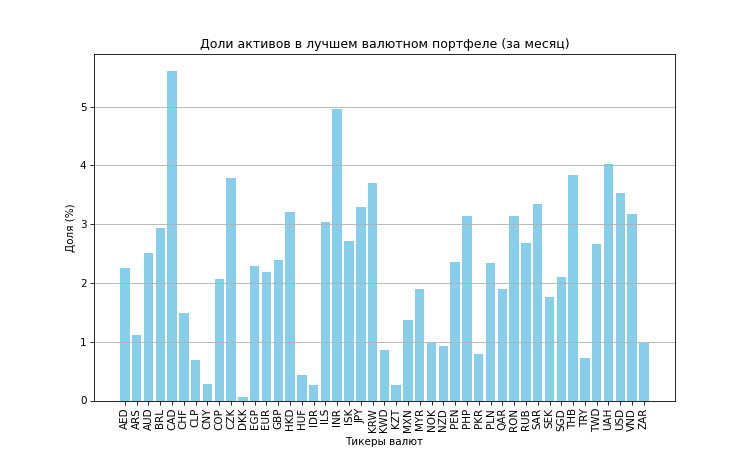 Доли активов в лучшем валютном портфеле (за месяц)
Доля (%)
5
4
3
2
1
0
AED ARS AUD BRL CAD CHF CLP CNY COP CZK DKK EGP EUR GBP HKD HUF IDR ILS INR ISK JPY KRW KWD KZT MXN MYR NOK NZD PEN PHP PKR PLN QAR RON RUB SAR SEK SGD THB TRY TWD UAH USD VND ZAR
Тикеры валют